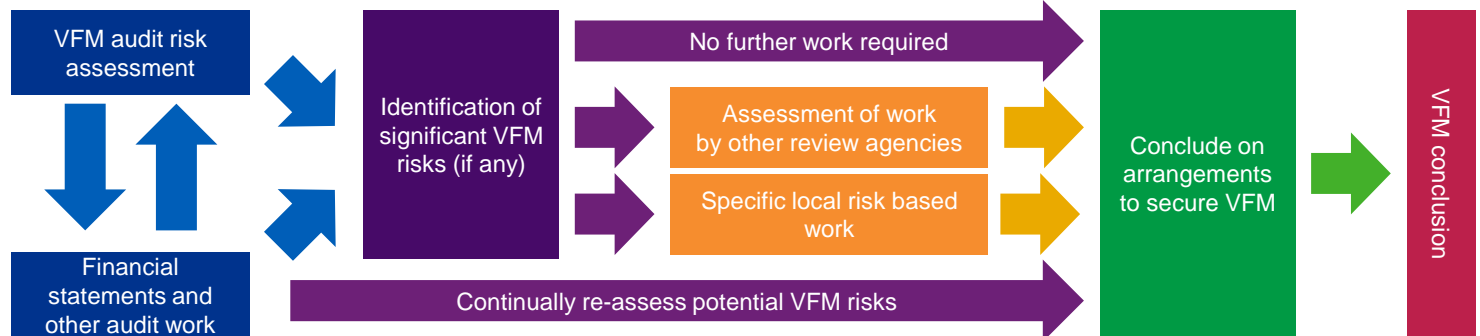 VFM audit risk
assessment
Financial
statements and
other audit work
Identification of
significant VFM
risks (if any)
No further work required
Assessment of work
by other review agencies
Specific local risk based
work
Continually re-assess potential VFM risks
Conclude on
arrangements
to secure VFM
VFM conclusion